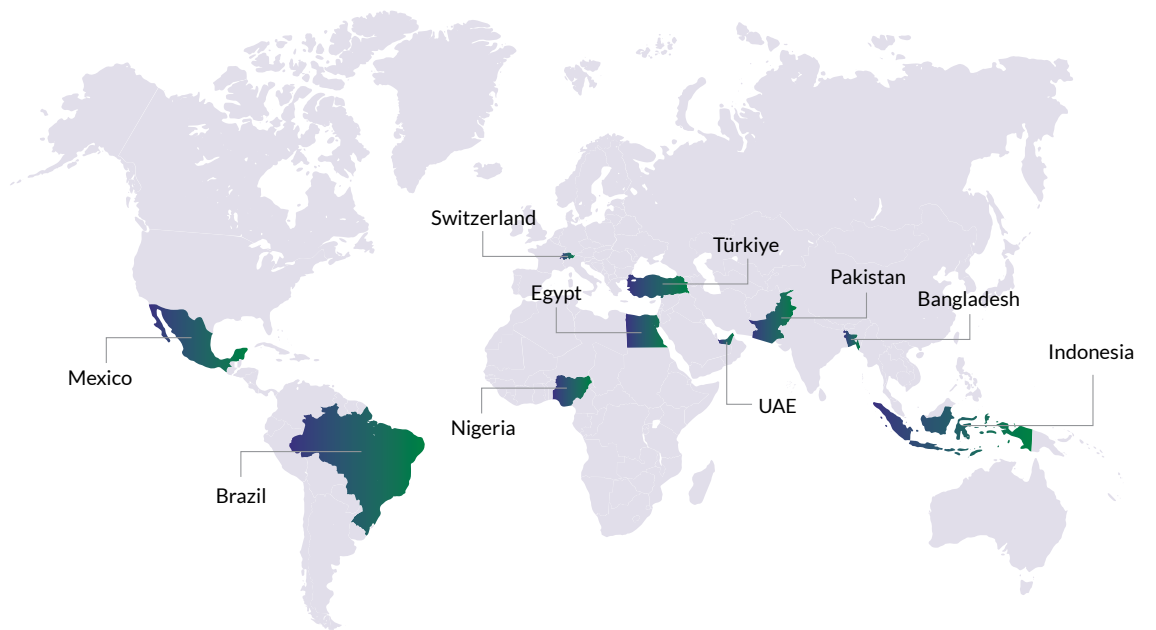 Switzerland
Türkiye
Pakistan
Egypt
Bangladesh
Indonesia
Mexico
UAE
Nigeria
Brazil